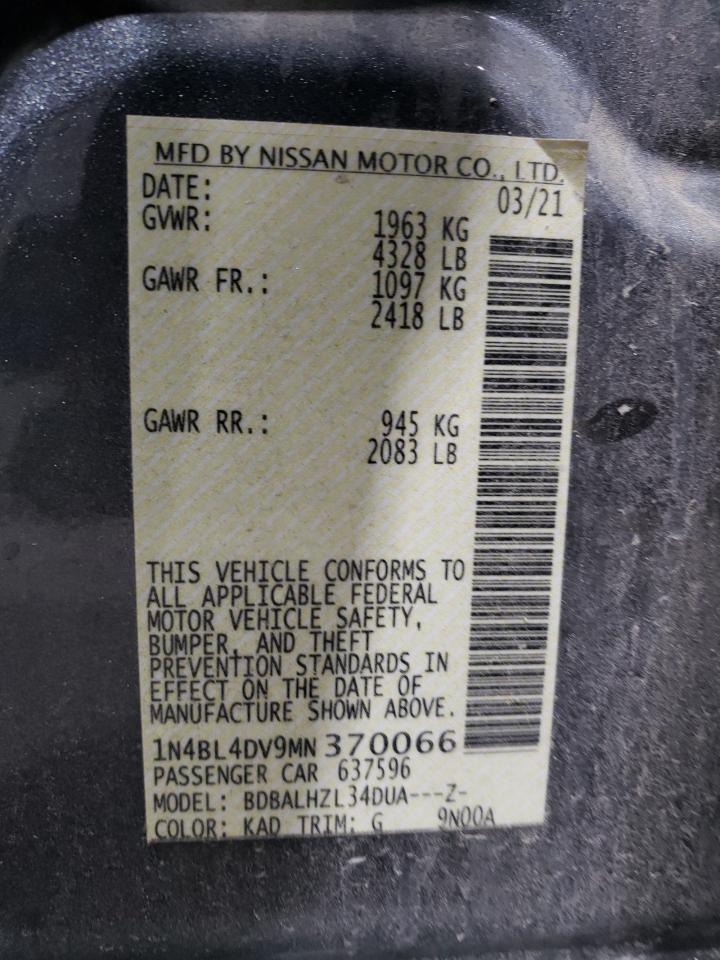 MFD BY NISSAN MOTOR CO., LTD.
DATE: 03/21
GVWR: 1963 KG
4328 LB
GAWR FR.: 1097 KG
2418 LB
GAWR RR.: 945 KG
2083 LB
THIS VEHICLE CONFORMS TO
ALL APPLICABLE FEDERAL
MOTOR VEHICLE SAFETY,
BUMPER, AND THEFT
PREVENTION STANDARDS IN
EFFECT ON THE DATE OF
MANUFACTURE SHOWN ABOVE.
1N4BL4DV9MN 370066
PASSENGER CAR 637596
MODEL: BDBALHZL34DUA---Z-
COLOR: KAD TRIM: G 9N00A